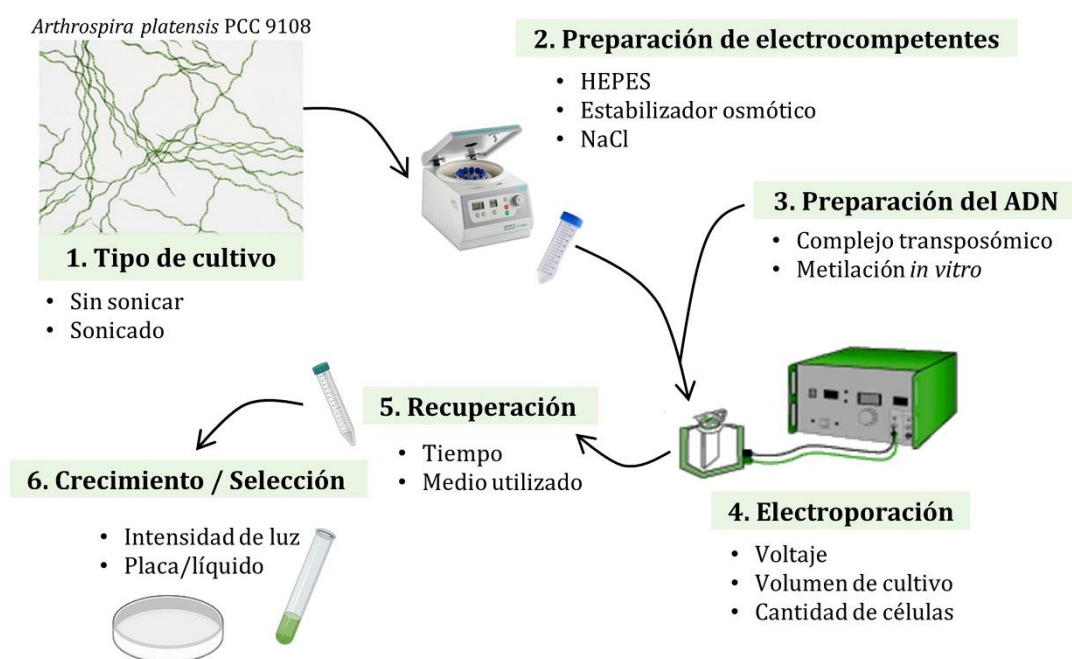 Arthrospira platensis PCC 9108
1. Tipo de cultivo
• Sin sonicar
• Sonicado
2. Preparación de electrocompetentes
• HEPES
• Estabilizador osmótico
• NaCl
3. Preparación del ADN
• Complejo transposómico
• Metilación in vitro
4. Electroporación
• Voltaje
• Volumen de cultivo
• Cantidad de células
5. Recuperación
• Tiempo
• Medio utilizado
6. Crecimiento / Selección
• Intensidad de luz
• Placa/líquido